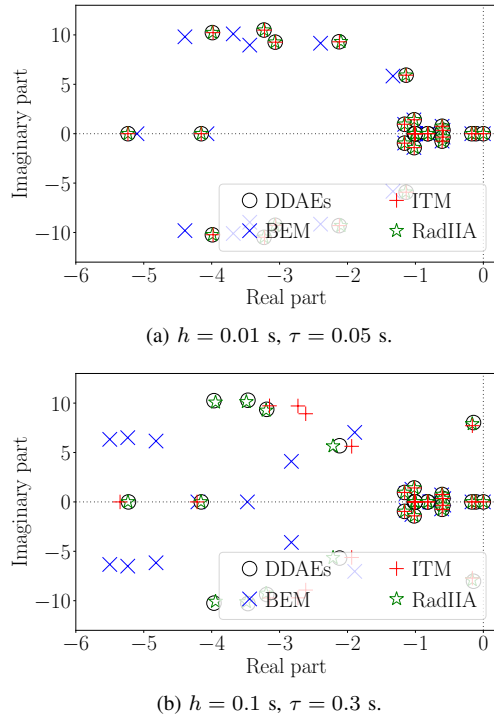 10
5
0
−5
−10
Imaginary part
DDAEs
BEM
ITM
RadIIA
−6 −5 −4 −3 −2 −1 0
Real part
(a) h = 0.01 s, τ = 0.05 s.
10
5
0
−5
−10
Imaginary part
DDAEs
BEM
ITM
RadIIA
−6 −5 −4 −3 −2 −1 0
Real part
(b) h = 0.1 s, τ = 0.3 s.